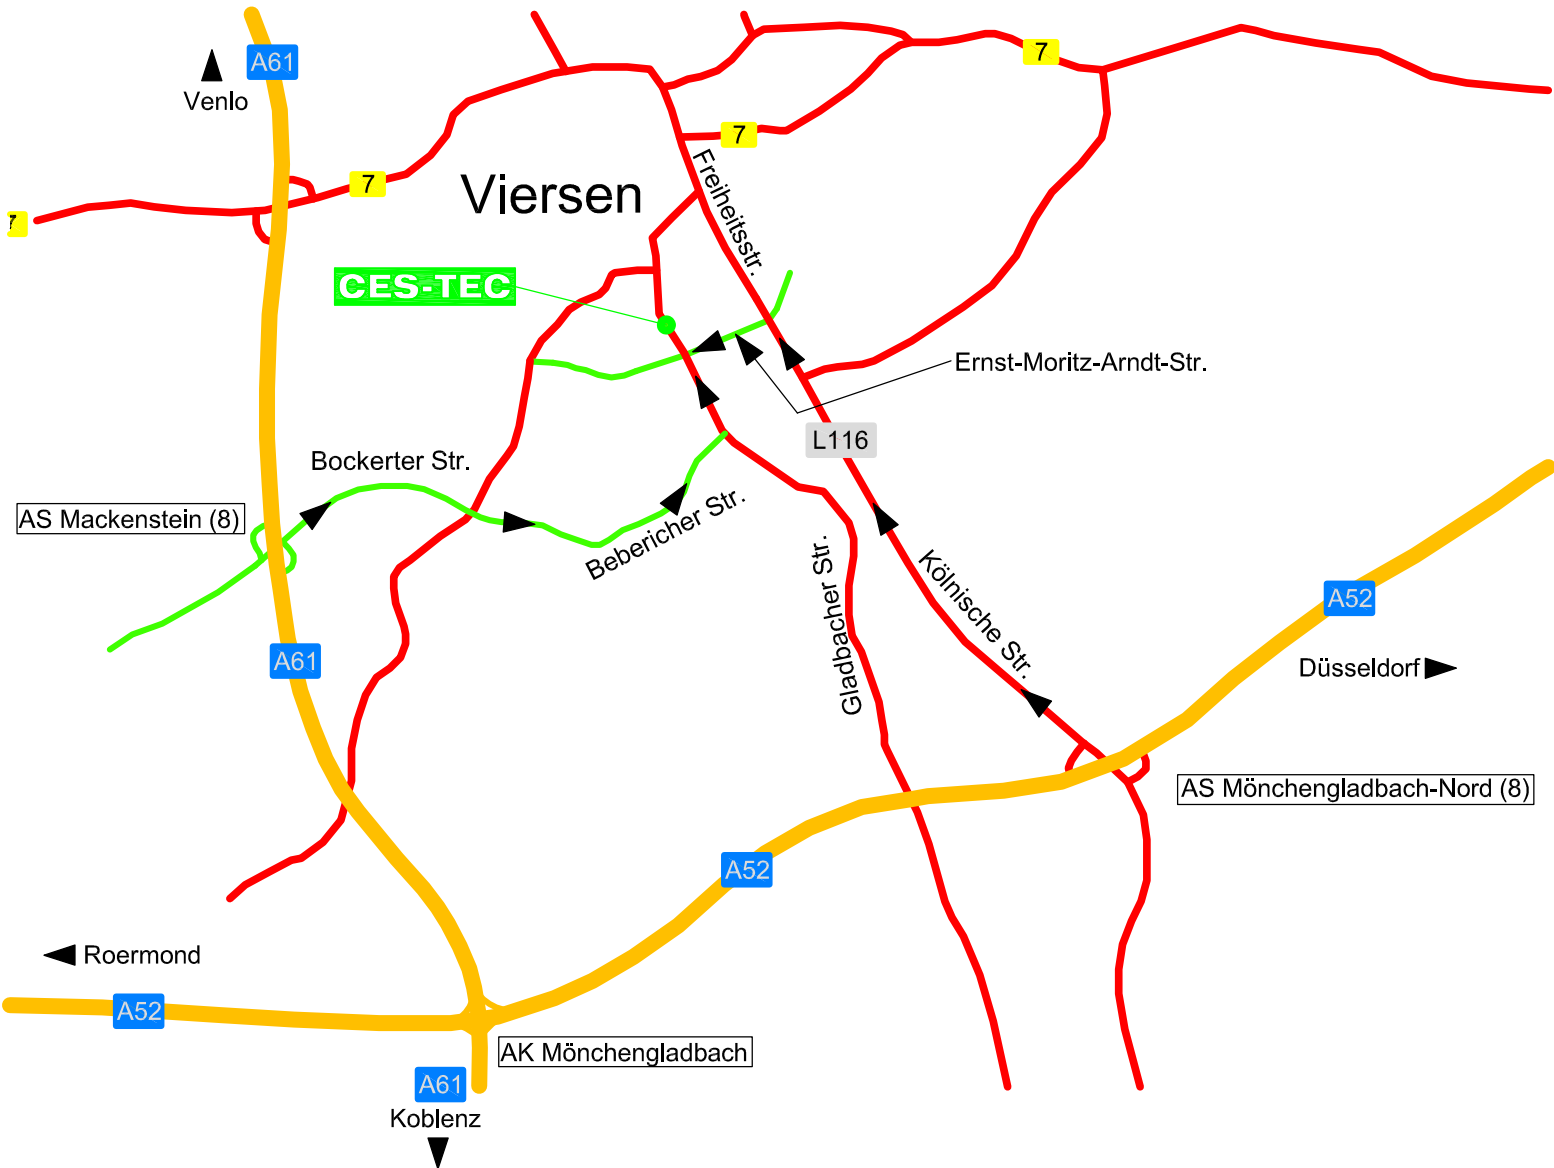 A61
Venlo
7
7
Viersen
7
7
Freiheitsstr.
7
CES-TEC
Ernst-Moritz-Arndt-Str.
L116
Bockerter Str.
AS Mackenstein (8)
Bebericher Str.
Gladbacher Str.
Kölnische Str.
A52
A61
Düsseldorf
AS Mönchengladbach-Nord (8)
A52
Roermond
A52
AK Mönchengladbach
A61
Koblenz